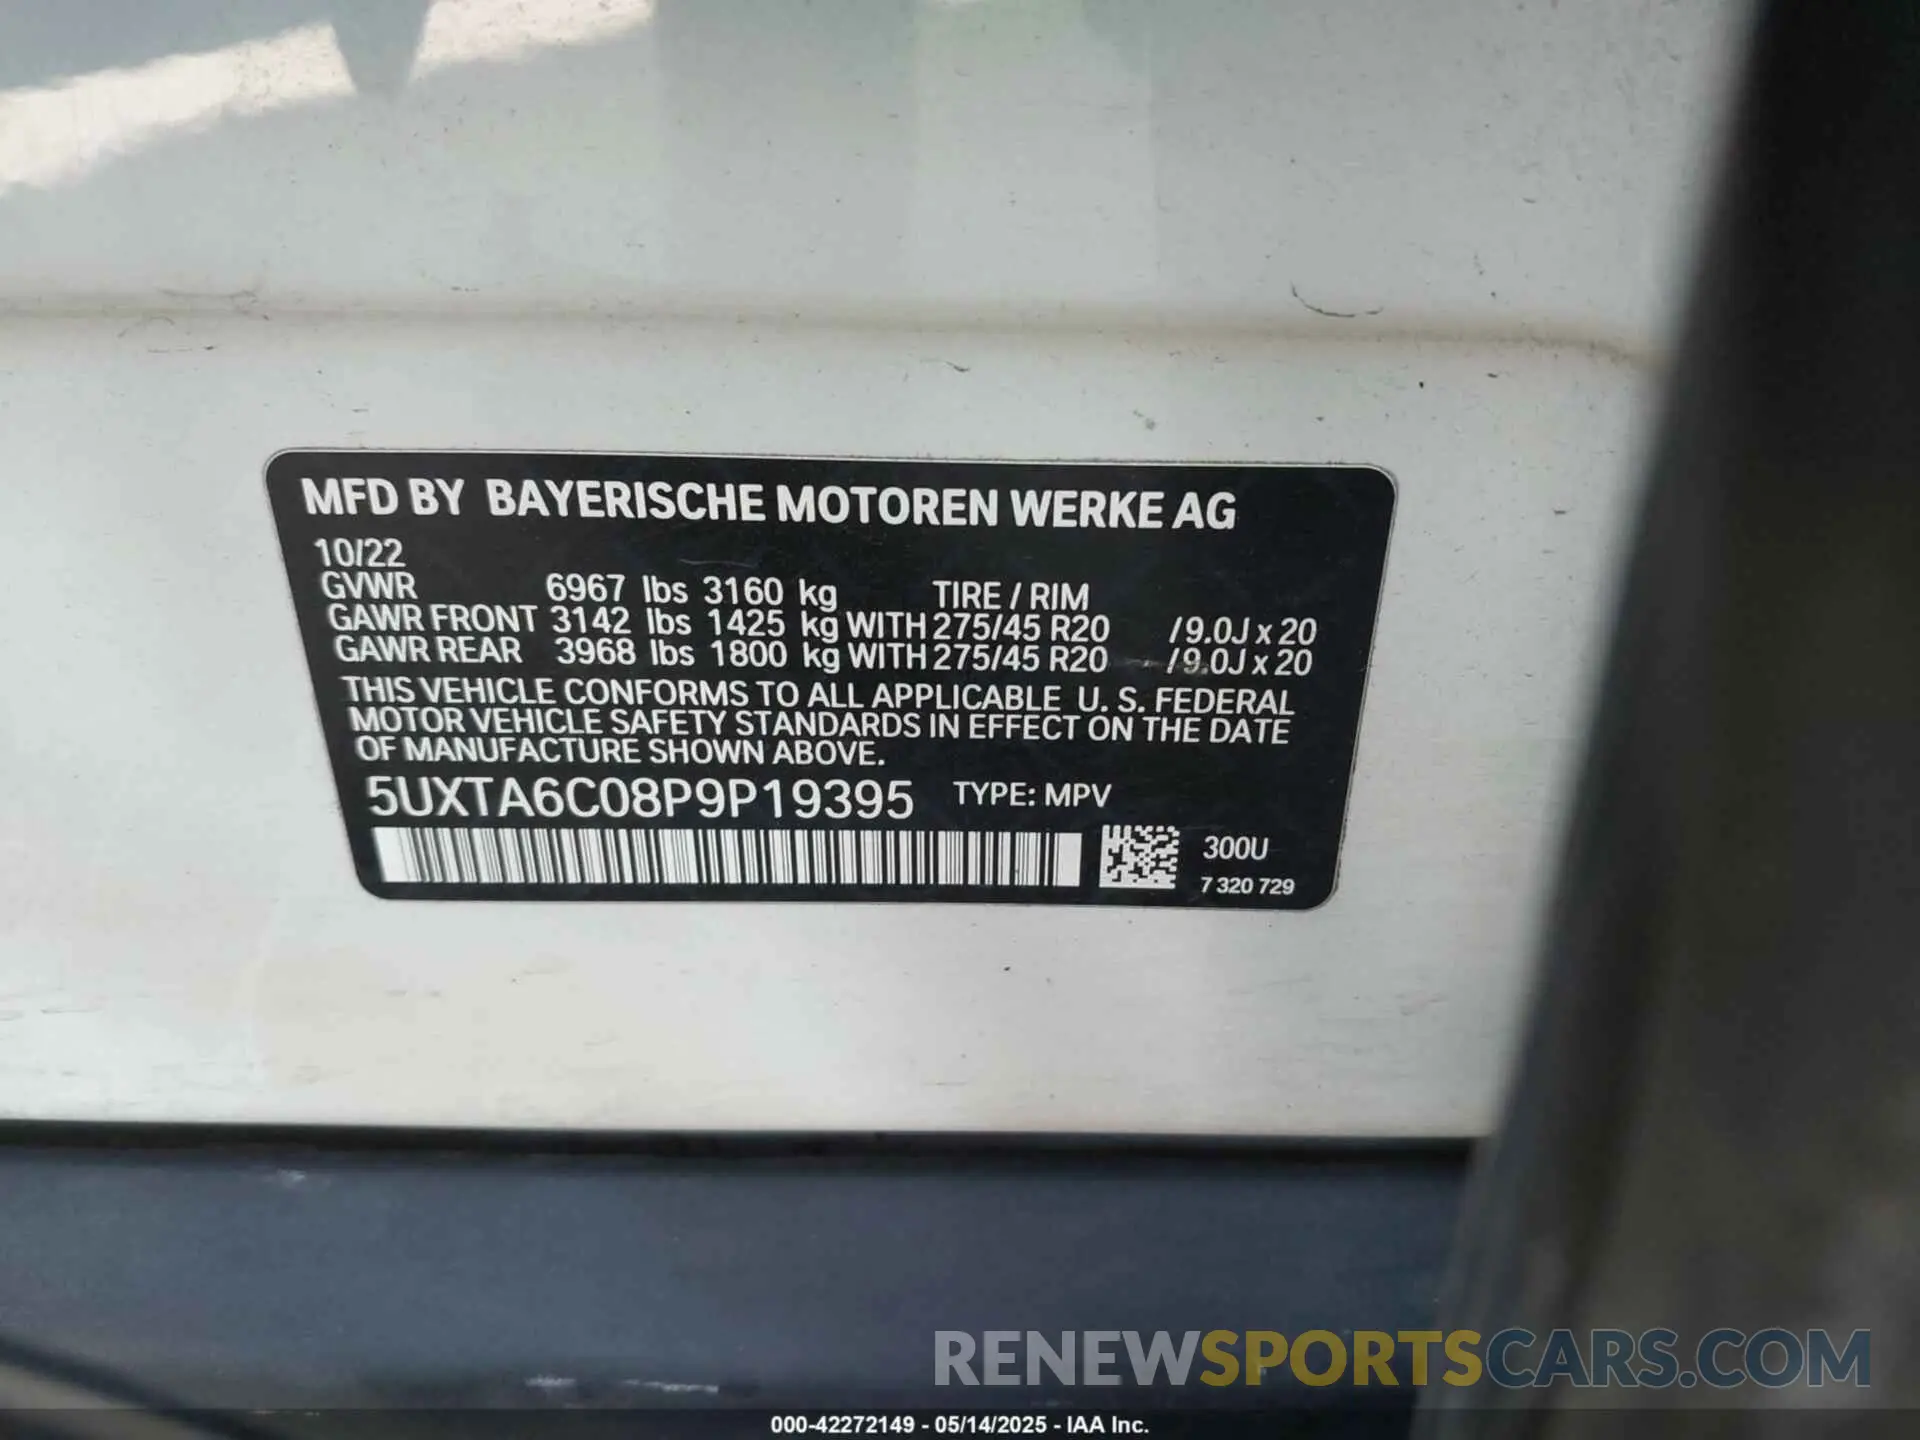 MFD BY BAYERISCHE MOTOREN WERKE AG
10/22
GVWR 6967 lbs 3160 kg TIRE / RIM
GAWR FRONT 3142 lbs 1425 kg WITH 275/45 R20 / 9.0J x 20
GAWR REAR 3968 lbs 1800 kg WITH 275/45 R20 / 9.0J x 20
THIS VEHICLE CONFORMS TO ALL APPLICABLE U. S. FEDERAL
MOTOR VEHICLE SAFETY STANDARDS IN EFFECT ON THE DATE
OF MANUFACTURE SHOWN ABOVE.
5UXTA6C08P9P19395 TYPE: MPV
300U
7 320 729
RENEWSPORTSCARS.COM
000-42272149 - 05/14/2025 - IAA Inc.